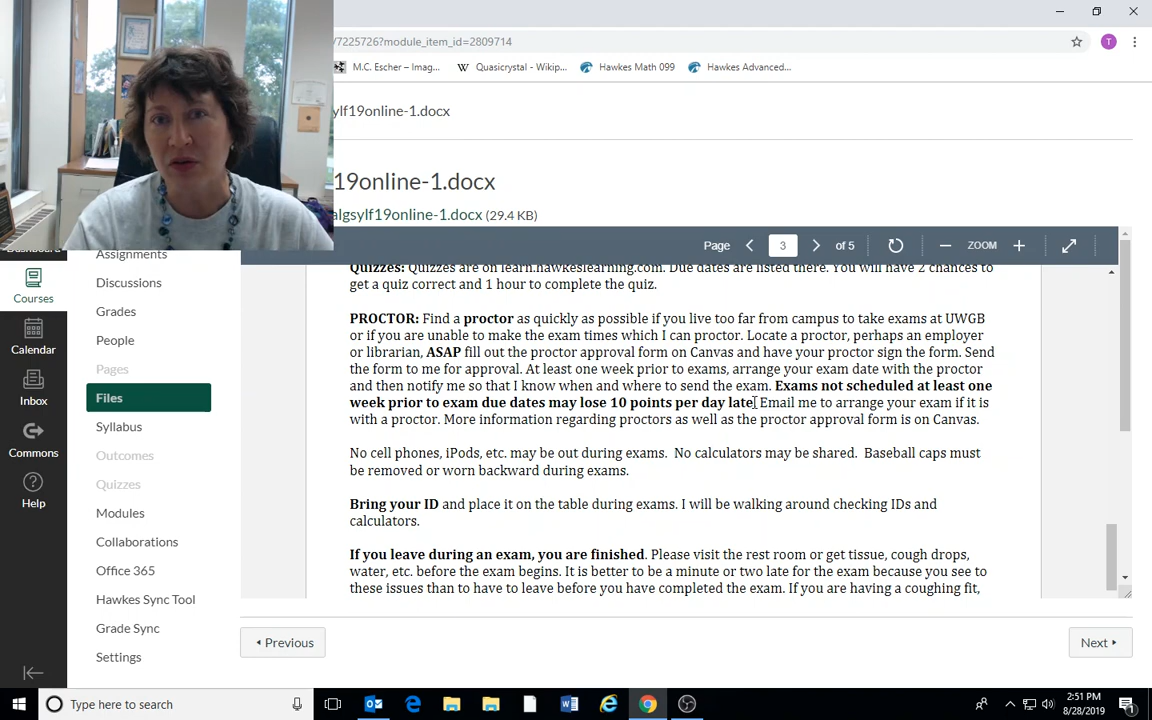 7225726?module_item_id=2809714
T
M.C. Escher – Imag...
W Quasicrystal - Wikip...
Hawkes Math 099
Hawkes Advanced...
ylf19online-1.docx
19online-1.docx
algsylf19online-1.docx (29.4 KB)
Page 3 of 5 ZOOM
Courses
Calendar
Inbox
Commons
Help
Assignments
Discussions
Grades
People
Pages
Files
Syllabus
Outcomes
Quizzes
Modules
Collaborations
Office 365
Hawkes Sync Tool
Grade Sync
Settings
Quizzes: Quizzes are on learn.hawkeslearning.com. Due dates are listed there. You will have 2 chances to
get a quiz correct and 1 hour to complete the quiz.
PROCTOR: Find a proctor as quickly as possible if you live too far from campus to take exams at UWGB
or if you are unable to make the exam times which I can proctor. Locate a proctor, perhaps an employer
or librarian, ASAP fill out the proctor approval form on Canvas and have your proctor sign the form. Send
the form to me for approval. At least one week prior to exams, arrange your exam date with the proctor
and then notify me so that I know when and where to send the exam. Exams not scheduled at least one
week prior to exam due dates may lose 10 points per day late. Email me to arrange your exam if it is
with a proctor. More information regarding proctors as well as the proctor approval form is on Canvas.
No cell phones, iPods, etc. may be out during exams. No calculators may be shared. Baseball caps must
be removed or worn backward during exams.
Bring your ID and place it on the table during exams. I will be walking around checking IDs and
calculators.
If you leave during an exam, you are finished. Please visit the rest room or get tissue, cough drops,
water, etc. before the exam begins. It is better to be a minute or two late for the exam because you see to
these issues than to have to leave before you have completed the exam. If you are having a coughing fit,
Previous
Next
Type here to search
2:51 PM
8/28/2019
1